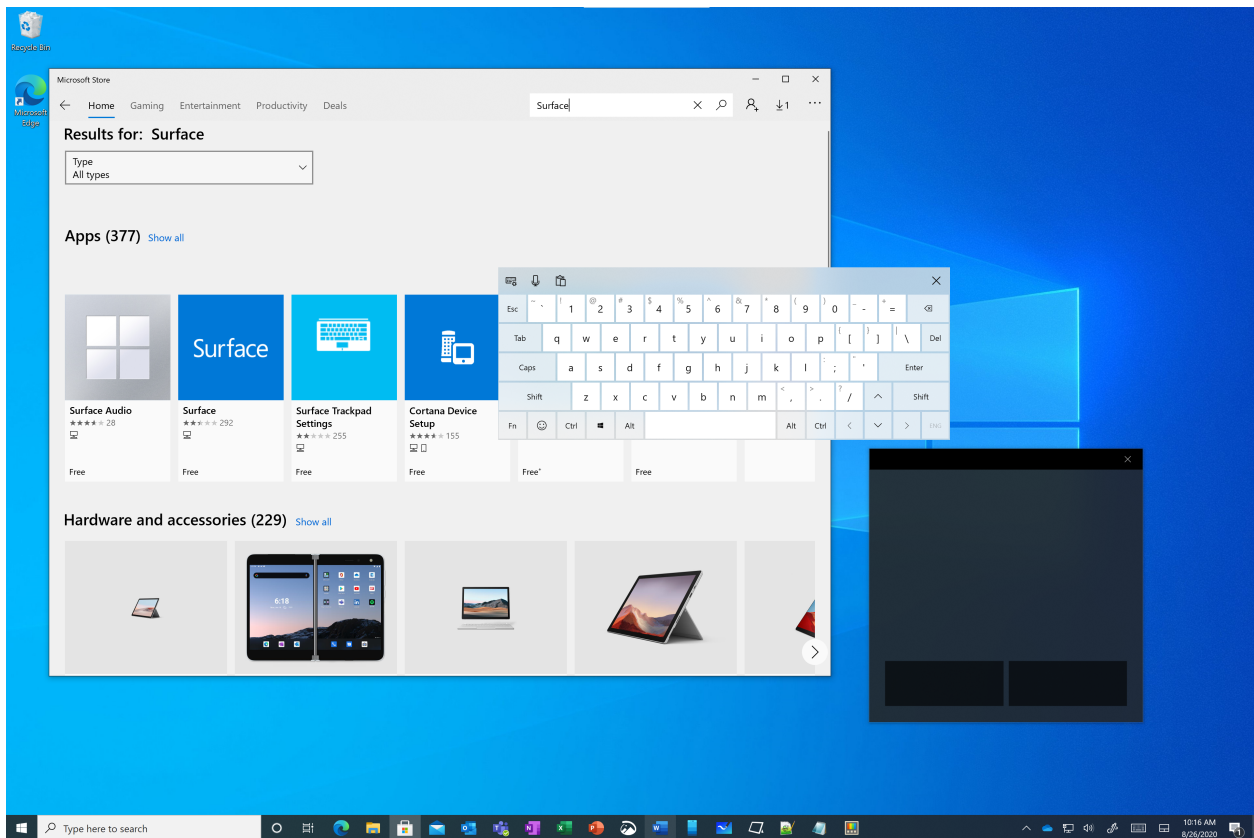 Recycle Bin
Microsoft Edge
Microsoft Store
Home Gaming Entertainment Productivity Deals
Surface
1
Results for: Surface
Type
All types
Apps (377) Show all
Surface
Surface Audio
28
Free
Surface
292
Free
Surface Trackpad
Settings
255
Free
Cortana Device
Setup
155
Free
Free*
Free
Esc ~ ` ! 1 @ 2 # 3 $ 4 % 5 ^ 6 & 7 * 8 ( 9 ) 0 _ - + =
Tab q w e r t y u i o p { [ } ] | \ Del
Caps a s d f g h j k l : ; " ' Enter
Shift z x c v b n m < , > . ? / Shift
Fn Ctrl Alt Alt Ctrl ENG
Hardware and accessories (229) Show all
6:18
Type here to search
10:16 AM
8/26/2020